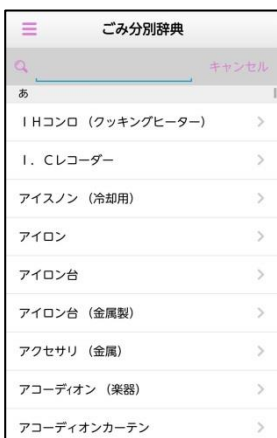 ごみ分別辞典
キャンセル
あ
IHコンロ（クッキングヒーター）
I．Cレコーダー
アイスノン（冷却用）
アイロン
アイロン台
アイロン台（金属製）
アクセサリ（金属）
アコーディオン（楽器）
アコーディオンカーテン